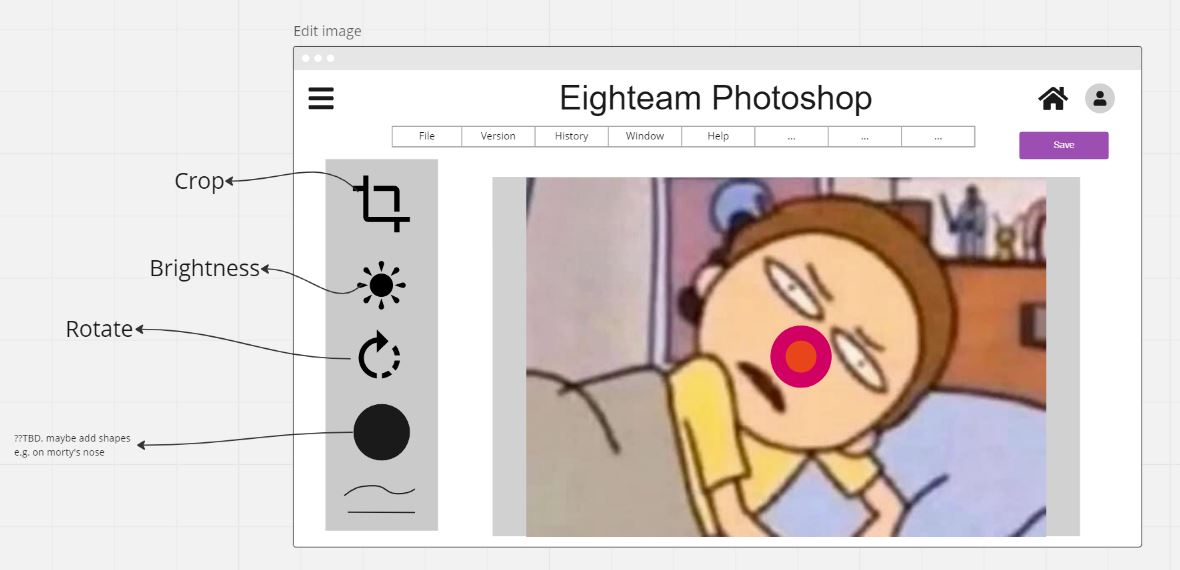 Edit image
Eighteam Photoshop
File Version History Window Help ... ... ...
Save
Crop
Brightness
Rotate
??TBD. maybe add shapes
e.g. on morty's nose